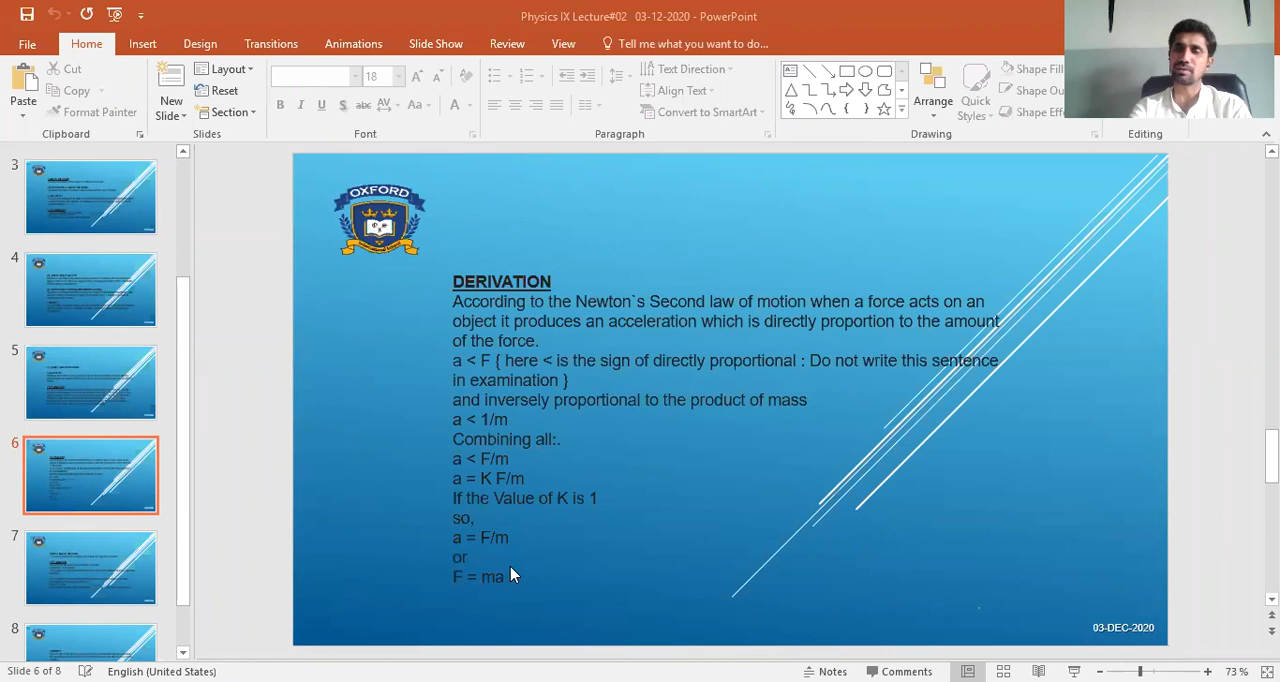 Physics IX Lecture#02 03-12-2020 - PowerPoint
File Home Insert Design Transitions Animations Slide Show Review View Tell me what you want to do...
Paste
Cut
Copy
Format Painter
Clipboard
New
Slide
Layout
Reset
Section
Slides
18
B I U S abc AV Aa A
Font
Text Direction
Align Text
Convert to SmartArt
Paragraph
Arrange
Quick
Styles
Shape Fill
Shape Ou
Shape Effe
Drawing
Editing
3
4
5
6
7
8
OXFORD
DERIVATION
According to the Newton`s Second law of motion when a force acts on an
object it produces an acceleration which is directly proportion to the amount
of the force.
a < F { here < is the sign of directly proportional : Do not write this sentence
in examination }
and inversely proportional to the product of mass
a < 1/m
Combining all:.
a < F/m
a = K F/m
If the Value of K is 1
so,
a = F/m
or
F = ma
03-DEC-2020
Slide 6 of 8 English (United States) Notes Comments 73 %